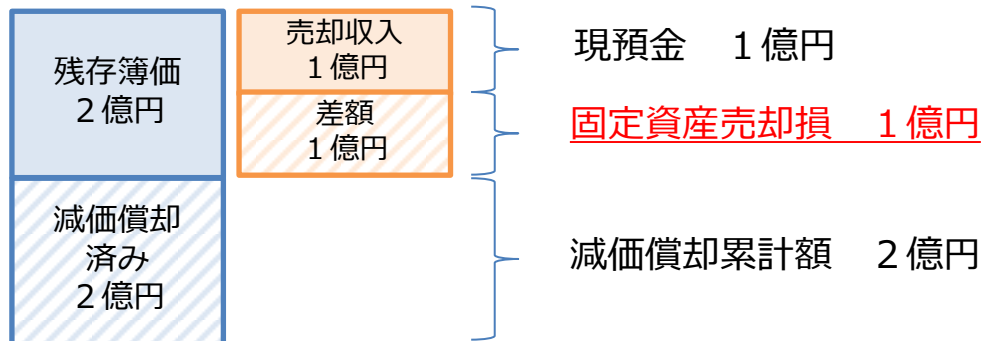 残存簿価
２億円
売却収入
１億円
差額
１億円
減価償却
済み
２億円
現預金　１億円
固定資産売却損　１億円
減価償却累計額　２億円